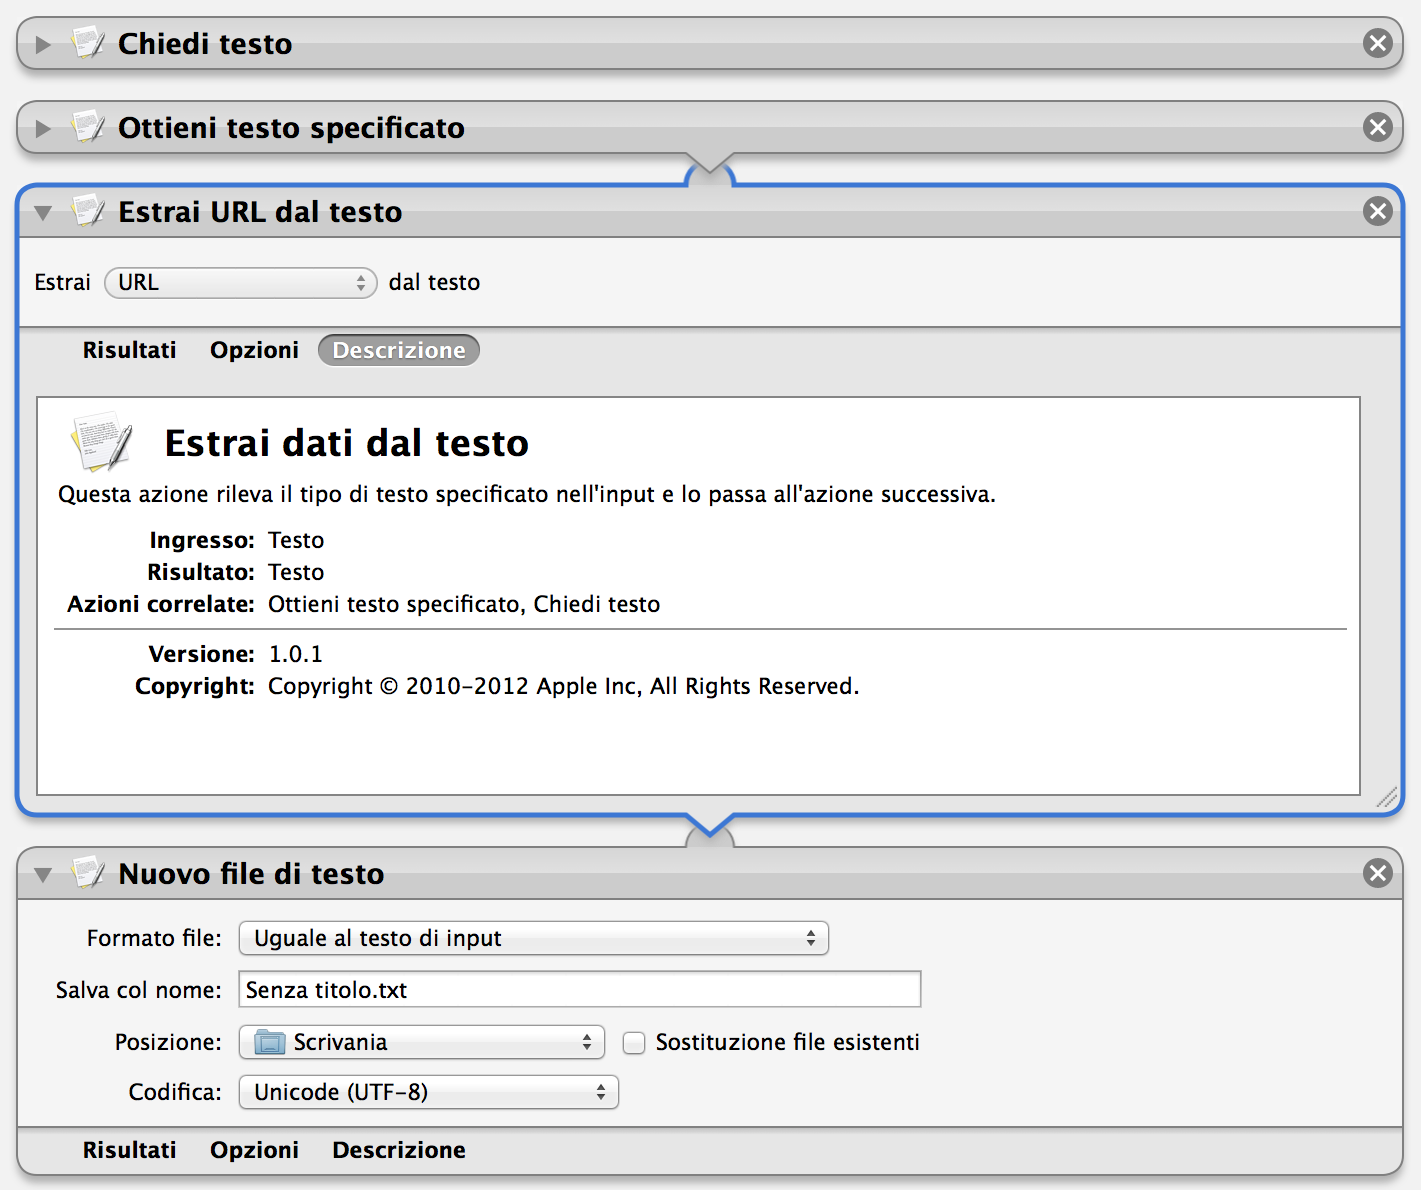 Chiedi testo
Ottieni testo specificato
Estrai URL dal testo
Estrai URL dal testo
Risultati Opzioni Descrizione
Estrai dati dal testo
Questa azione rileva il tipo di testo specificato nell'input e lo passa all'azione successiva.
Ingresso: Testo
Risultato: Testo
Azioni correlate: Ottieni testo specificato, Chiedi testo
Versione: 1.0.1
Copyright: Copyright © 2010-2012 Apple Inc, All Rights Reserved.
Nuovo file di testo
Formato file: Uguale al testo di input
Salva col nome: Senza titolo.txt
Posizione: Scrivania Sostituzione file esistenti
Codifica: Unicode (UTF-8)
Risultati Opzioni Descrizione